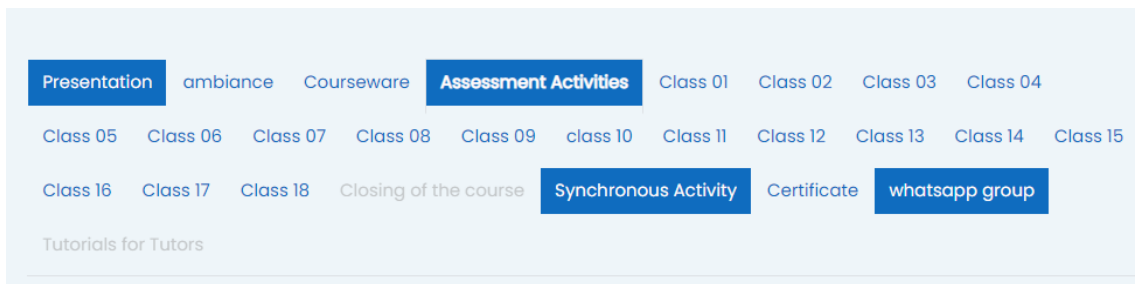 Presentation ambiance Courseware Assessment Activities Class 01 Class 02 Class 03 Class 04
Class 05 Class 06 Class 07 Class 08 Class 09 class 10 Class 11 Class 12 Class 13 Class 14 Class 15
Class 16 Class 17 Class 18 Closing of the course Synchronous Activity Certificate whatsapp group
Tutorials for Tutors